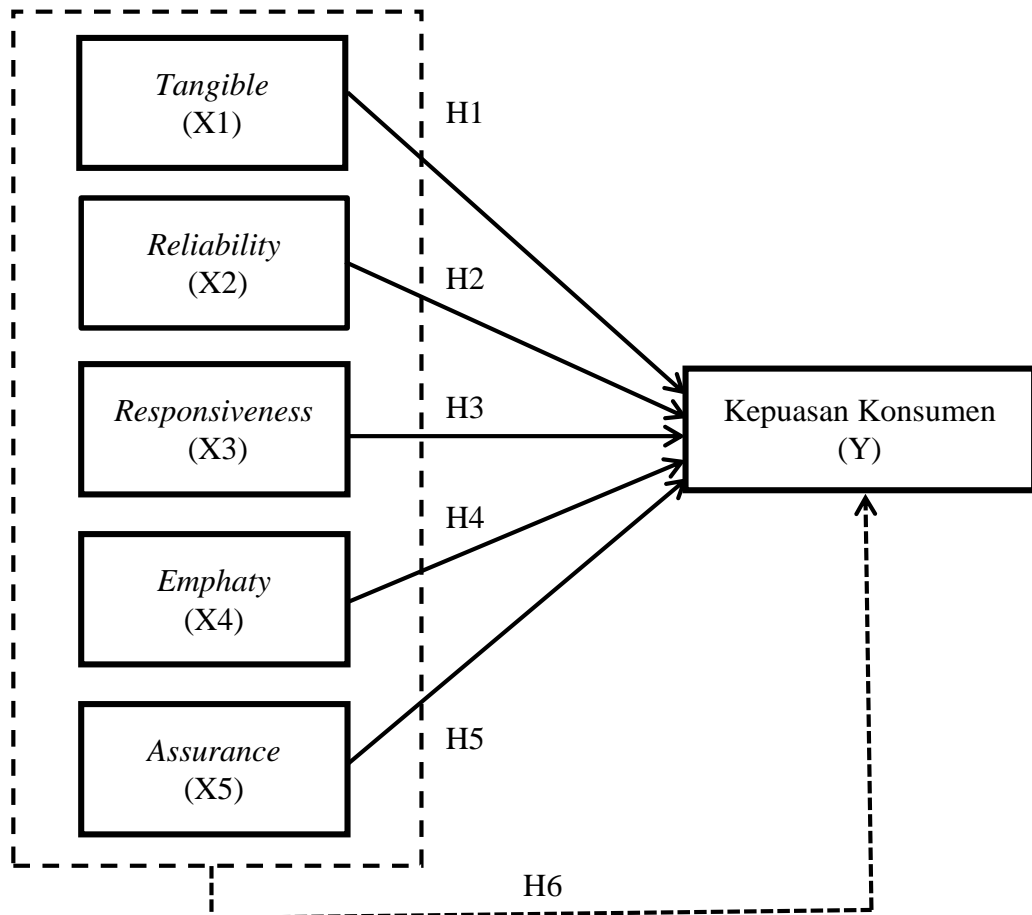 Tangible
(X1)
H1
Reliability
(X2)
H2
Responsiveness
(X3)
H3
Kepuasan Konsumen
(Y)
H4
Emphaty
(X4)
H5
Assurance
(X5)
H6